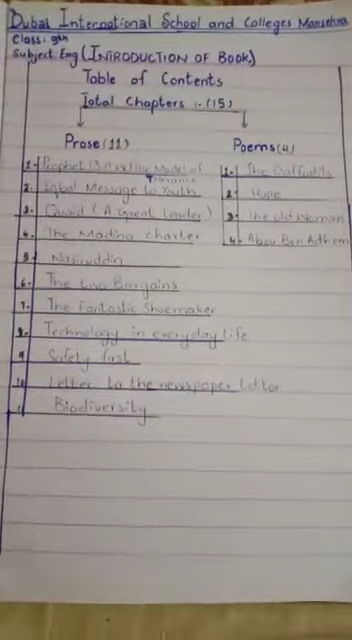 Dubai International School and Colleges Mansehra
Class: 9th
Subject: Eng (INTRODUCTION OF BOOK)
Table of Contents
Total Chapters :- (15)
Prose (11)
1- Prophet Model of
Tolerance
2- Iqbal Message to Youth
3- Quaid (A Great Leader)
4- The Madina charter
5- Nasruddin
6- The Two Bargains
7- The Fantastic Shoemaker
8- Technology in everyday life
9 Safety first
10 Letter to the newspaper Editor
11 Biodiversity
Poems (4)
1- The Daffodils
2- Hope
3- The Old Woman
4- Abou Ben Adhem